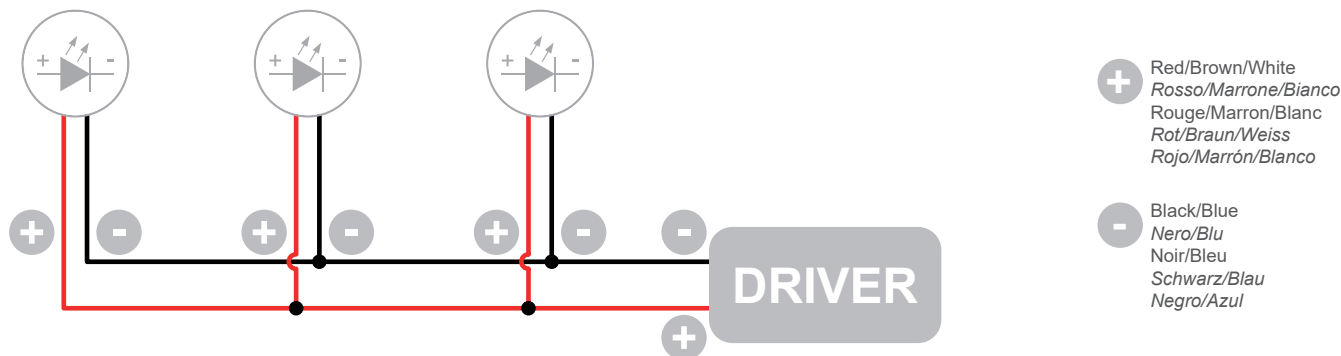 + - + - + -
+ - + - + - -
DRIVER
+
+
Red/Brown/White
Rosso/Marrone/Bianco
Rouge/Marron/Blanc
Rot/Braun/Weiss
Rojo/Marrón/Blanco
-
Black/Blue
Nero/Blu
Noir/Bleu
Schwarz/Blau
Negro/Azul